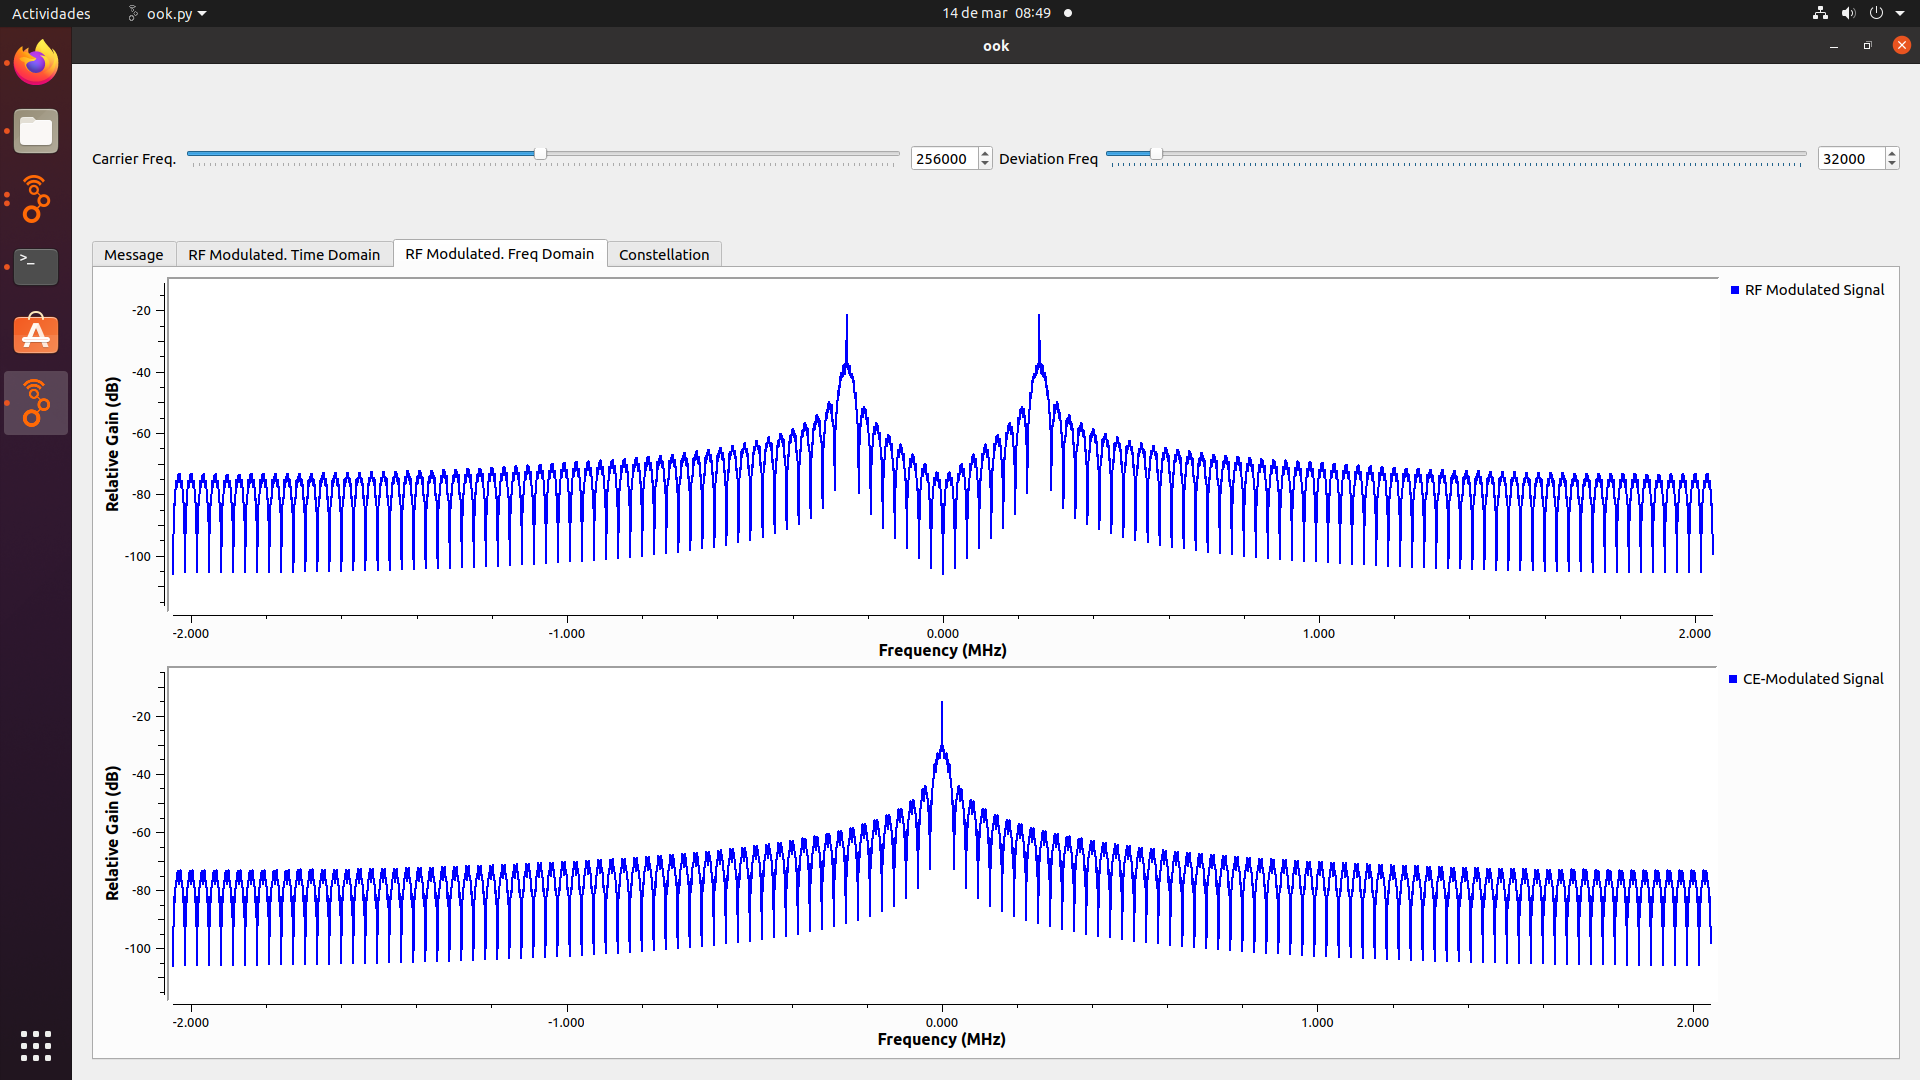 Actividades ook.py 14 de mar 08:49
ook
>_
Carrier Freq. 256000 Deviation Freq 32000
Message RF Modulated. Time Domain RF Modulated. Freq Domain Constellation
RF Modulated Signal
Relative Gain (dB)
-20
-40
-60
-80
-100
-2.000 -1.000 0.000 1.000 2.000
Frequency (MHz)
CE-Modulated Signal
Relative Gain (dB)
-20
-40
-60
-80
-100
-2.000 -1.000 0.000 1.000 2.000
Frequency (MHz)